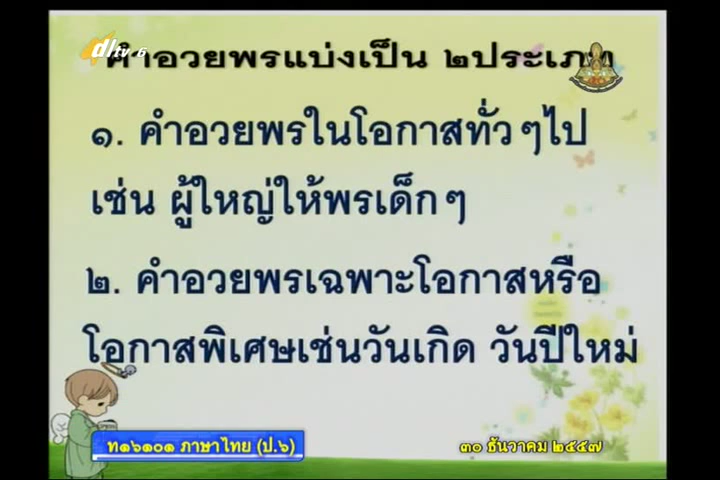 dltv 6
คำอวยพรแบ่งเป็น ๒ประเภท
๑. คำอวยพรในโอกาสทั่วๆไป
เช่น ผู้ใหญ่ให้พรเด็กๆ
๒. คำอวยพรเฉพาะโอกาสหรือ
โอกาสพิเศษเช่นวันเกิด วันปีใหม่
ท๑๖๑๐๑ ภาษาไทย (ป.๖)
๓๐ ธันวาคม ๒๕๕๗